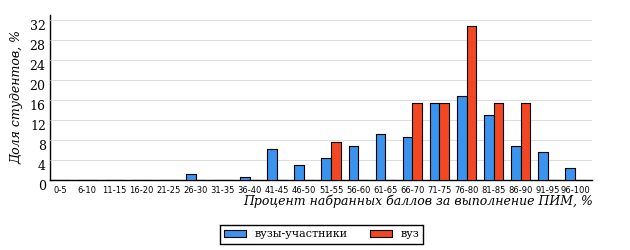 Доля студентов, %
32
28
24
20
16
12
8
4
0
0-5 6-10 11-15 16-20 21-25 26-30 31-35 36-40 41-45 46-50 51-55 56-60 61-65 66-70 71-75 76-80 81-85 86-90 91-95 96-100
Процент набранных баллов за выполнение ПИМ, %
вузы-участники вуз